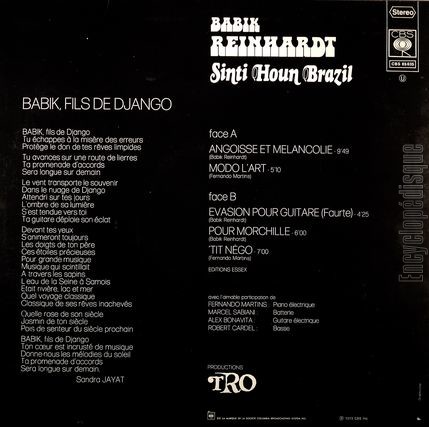 BABIK
REINHARDT
Sinti Houn Brazil
Stereo
CBS
BABIK, FILS DE DJANGO
BABIK, fils de Django
Tu échappes à la misère des erreurs
Protège le don de tes rêves limpides
Tu avances sur une route de lierres
Ta promenade d'accords
Sera longue sur demain
Le vent transporte le souvenir
Dans le nuage de Django
Attendri sur tes jours
L'ombre de sa lumière
S'est tendue vers toi
Ta guitare déploie son éclat
Devant tes yeux
S'animeront toujours
Les doigts de ton père
Ces étoiles précieuses
Pour grande musique
Musique qui scintillait
A travers les sapins
L'eau de la Seine à Samois
Etait rivière, lac et mer
Quel voyage classique
Classique de ses rêves inachevés
Quelle rose de son siècle
Jasmin de ton siècle
Pois de senteur du siècle prochain
BABIK, fils de Django
Ton cœur est incrusté de musique
Donne-nous les mélodies du soleil
Ta promenade d'accords
Sera longue sur demain.
Sandra JAYAT
face A
ANGOISSE ET MELANCOLIE - 9'49
(Babik Reinhardt)
MODO L'ART - 5'10
(Fernando Martins)
face B
EVASION POUR GUITARE (Faurte) - 4'25
(Babik Reinhardt)
POUR MORCHILLE - 6'00
(Babik Reinhardt)
'TIT NÉGO - 7'00
(Fernando Martins)
EDITIONS ESSEX
avec l'amable participation de
FERNANDO MARTINS : Piano électrique
MARCEL SABIANI : Batterie
ALEX BONAVITA : Guitare électrique
ROBERT CARDEL : Basse
PRODUCTIONS
TRO
Encyclopédisque